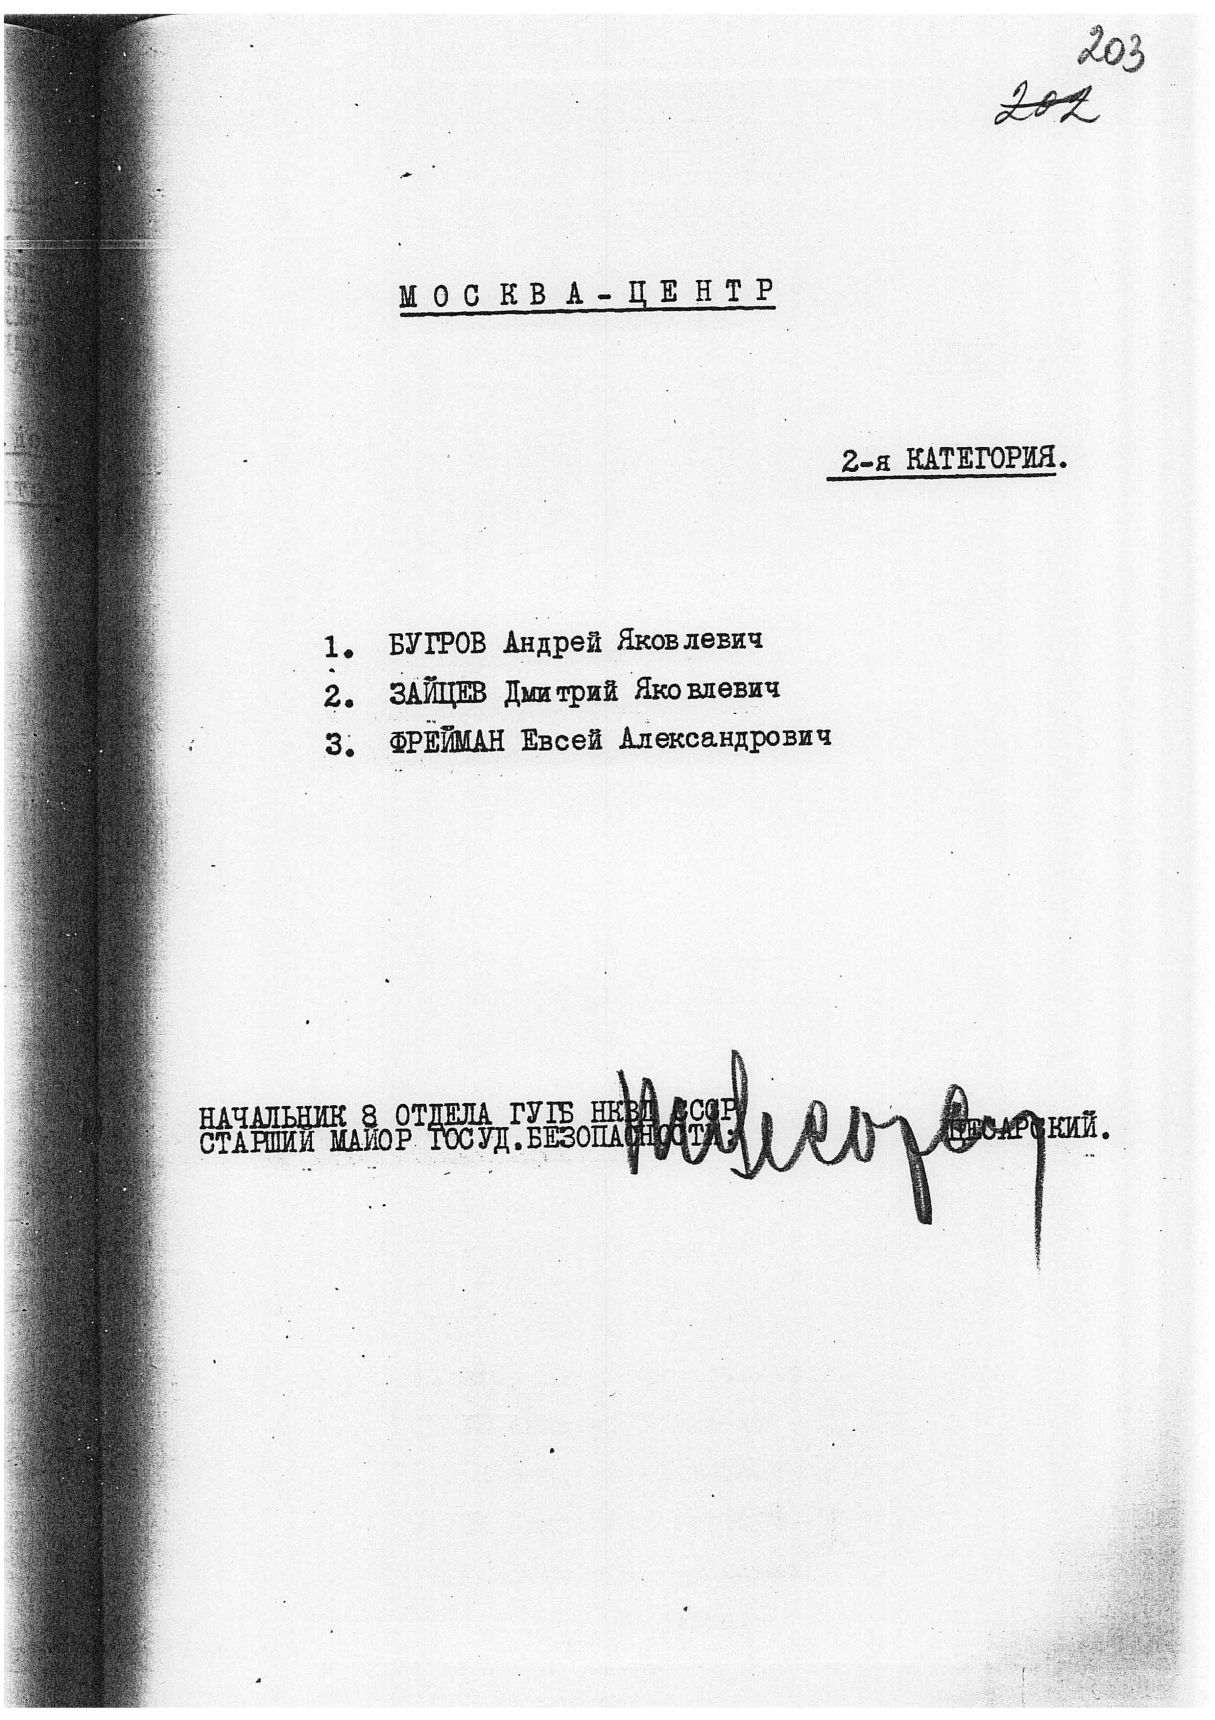 203
202
МОСКВА-ЦЕНТР
2-я КАТЕГОРИЯ.
1. БУГРОВ Андрей Яковлевич
2. ЗАЙЦЕВ Дмитрий Яковлевич
3. ФРЕЙМАН Евсей Александрович
НАЧАЛЬНИК 8 ОТДЕЛА ГУГБ НКВД СССР
СТАРШИЙ МАЙОР ГОСУД.БЕЗОПАСНОСТИ: ЦЕСАРСКИЙ.